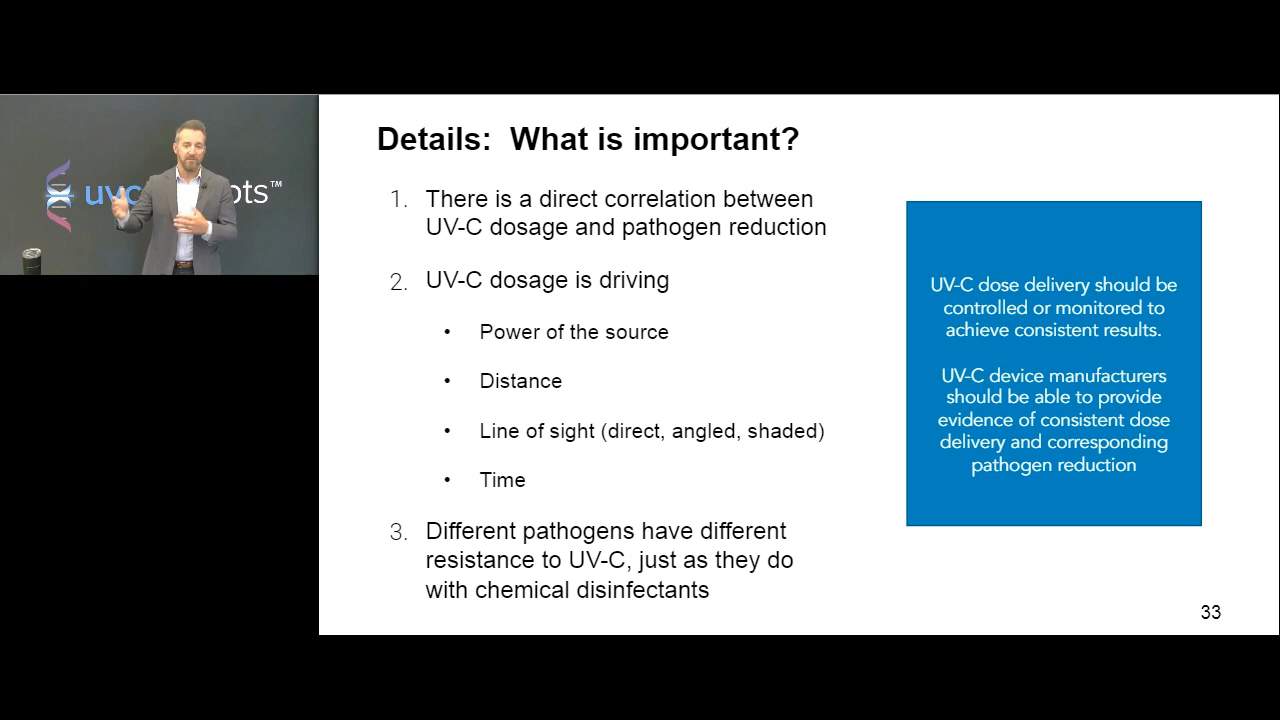 uvc
pts™
Details: What is important?
1. There is a direct correlation between
UV-C dosage and pathogen reduction
2. UV-C dosage is driving
• Power of the source
• Distance
• Line of sight (direct, angled, shaded)
• Time
3. Different pathogens have different
resistance to UV-C, just as they do
with chemical disinfectants
UV-C dose delivery should be
controlled or monitored to
achieve consistent results.
UV-C device manufacturers
should be able to provide
evidence of consistent dose
delivery and corresponding
pathogen reduction
33